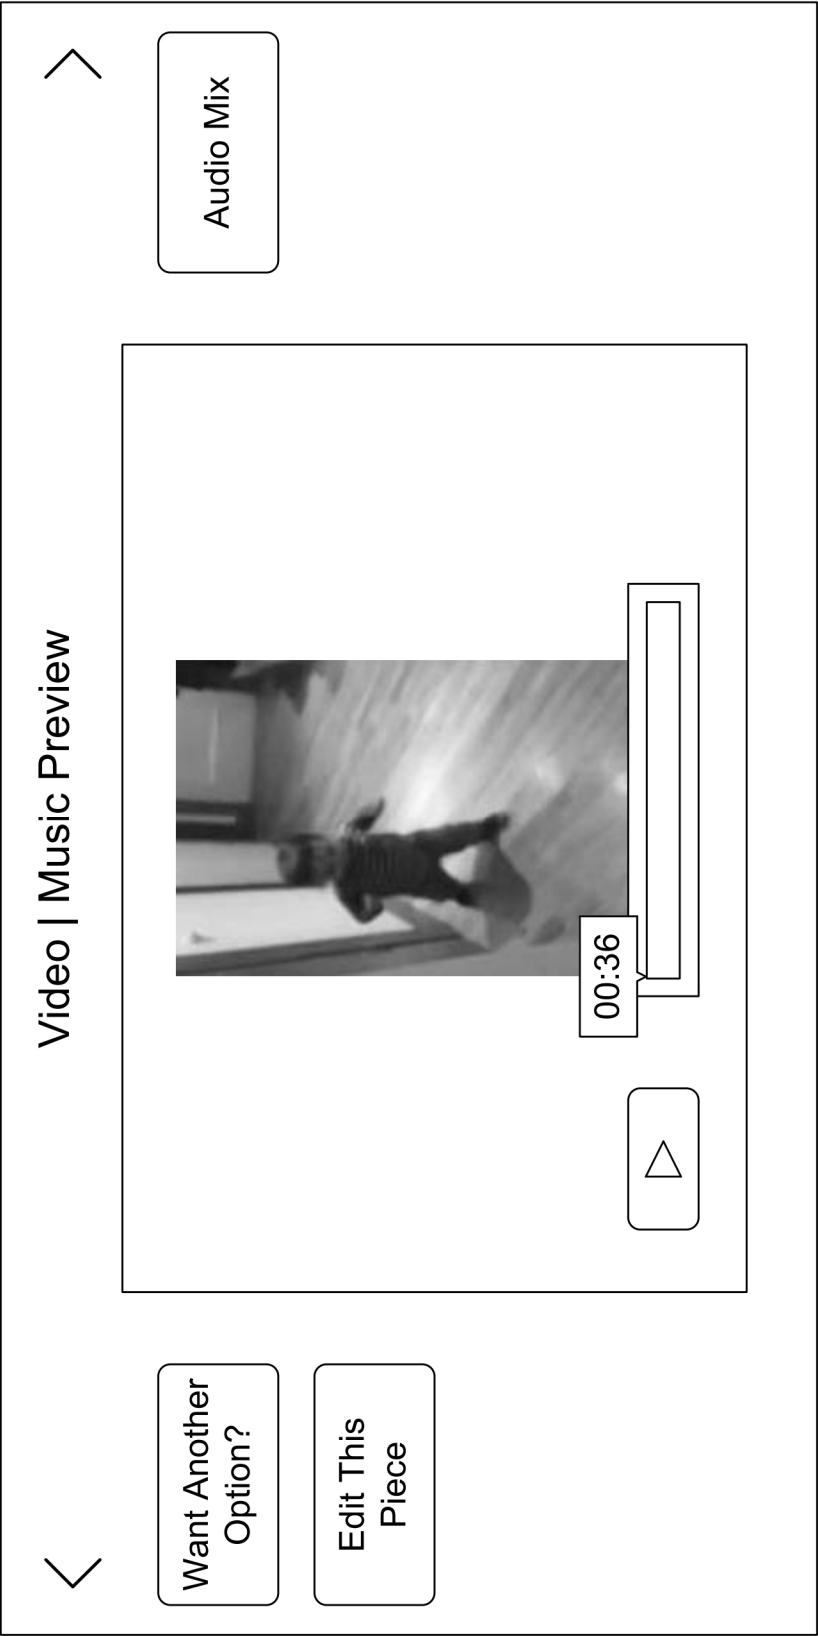 Video | Music Preview
Want Another
Option?
Edit This
Piece
Audio Mix
00:36